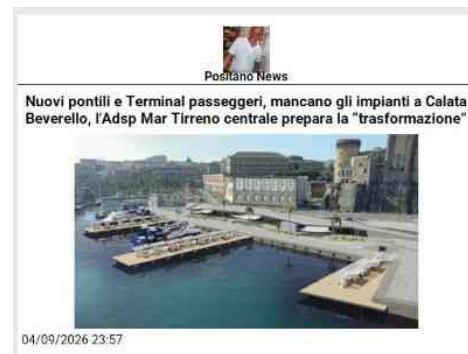 Positano News
Nuovi pontili e Terminal passeggeri, mancano gli impianti a Calata
Beverello, l'Adsp Mar Tirreno centrale prepara la "trasformazione"
04/09/2026 23:57